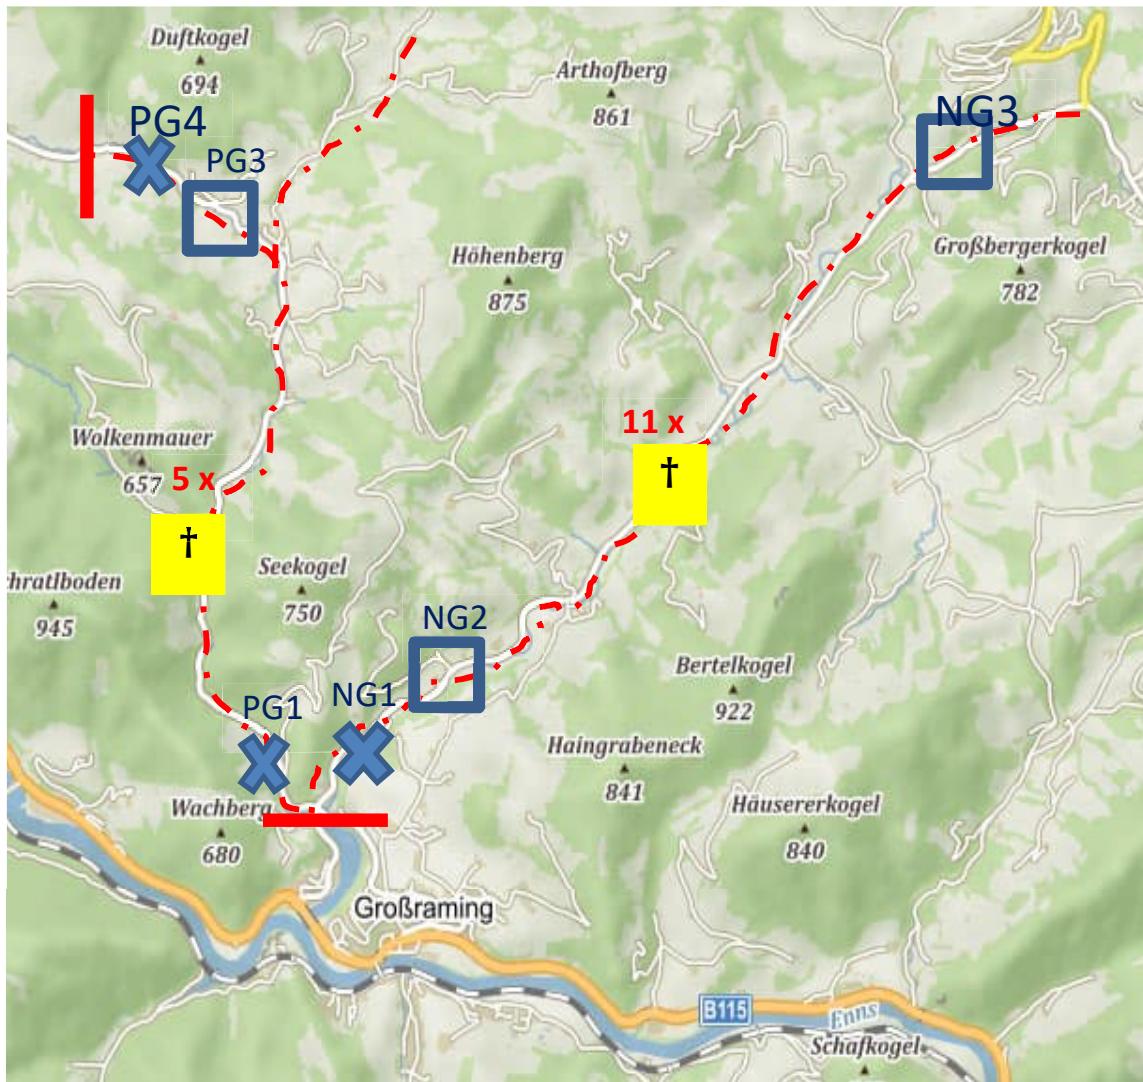 Duftkogel
694
Arthofberg
861
PG4
PG3
NG3
Höhenberg
875
Großbergerkogel
782
Wolkenmauer
657
5 x
11 x
†
†
Seekogel
750
hratlboden
945
NG2
Bertelkogel
922
PG1
NG1
Haingrabeneck
841
Wachberg
680
Häusererkogel
840
Großraming
B115
Enns
Schafkogel